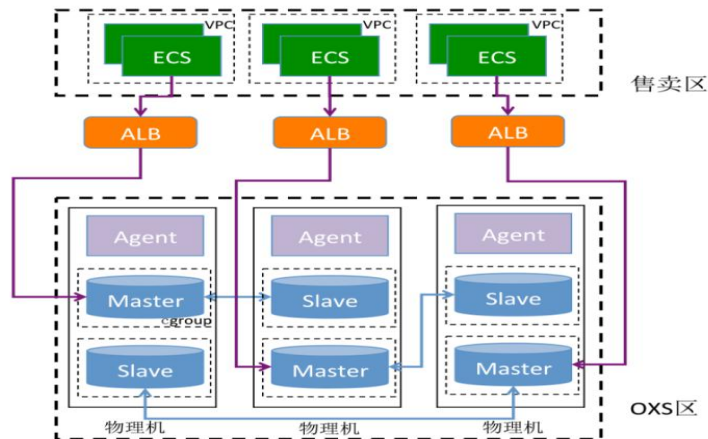 VPC
ECS
VPC
ECS
VPC
ECS
售卖区
ALB
ALB
ALB
Agent
Agent
Agent
Master
cgroup
Slave
Slave
Slave
Master
Master
物理机
物理机
物理机
OXS区